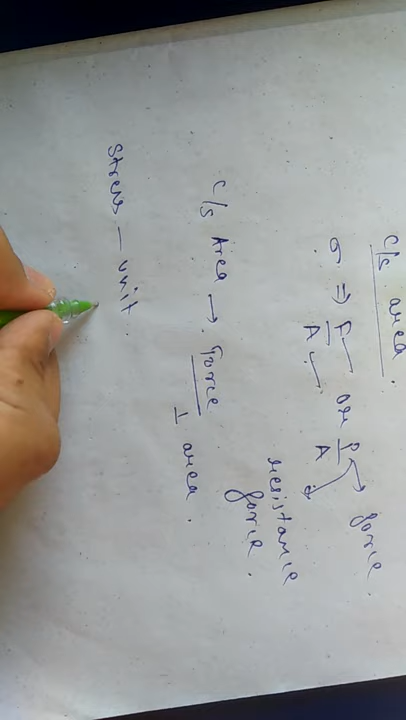 c/s area.
σ ⇒ F/A or P/A → force.
resistance
force.
c/s Area → Force
⊥ area.
Stress — unit